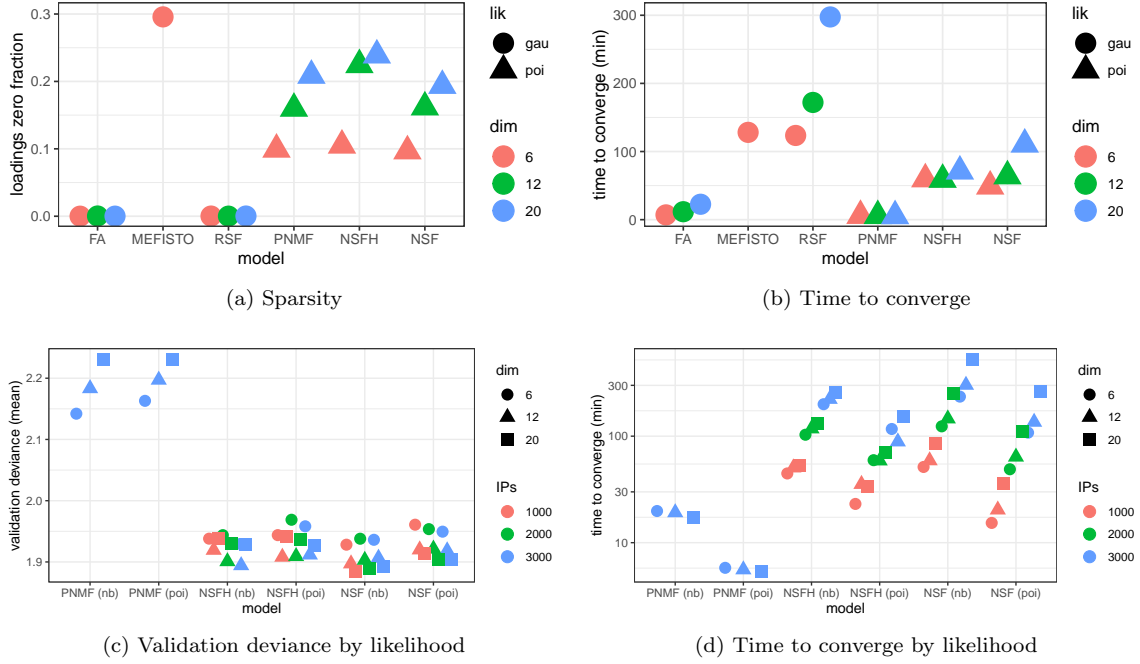 loadings zero fraction
0.3
0.2
0.1
0.0
FA MEFISTO RSF PNMF NSFH NSF
model
lik
gau
poi
dim
6
12
20
(a) Sparsity
time to converge (min)
300
200
100
0
FA MEFISTO RSF PNMF NSFH NSF
model
lik
gau
poi
dim
6
12
20
(b) Time to converge
validation deviance (mean)
2.2
2.1
2.0
1.9
PNMF (nb) PNMF (poi) NSFH (nb) NSFH (poi) NSF (nb) NSF (poi)
model
dim
6
12
20
IPs
1000
2000
3000
(c) Validation deviance by likelihood
time to converge (min)
300
100
30
10
PNMF (nb) PNMF (poi) NSFH (nb) NSFH (poi) NSF (nb) NSF (poi)
model
dim
6
12
20
IPs
1000
2000
3000
(d) Time to converge by likelihood